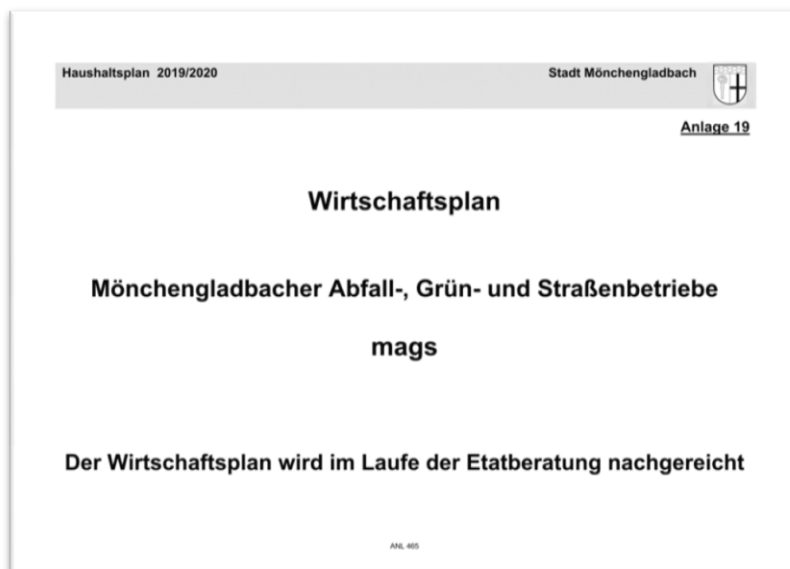 Haushaltsplan 2019/2020 Stadt Mönchengladbach
Anlage 19
Wirtschaftsplan
Mönchengladbacher Abfall-, Grün- und Straßenbetriebe
mags
Der Wirtschaftsplan wird im Laufe der Etatberatung nachgereicht
ANL 465